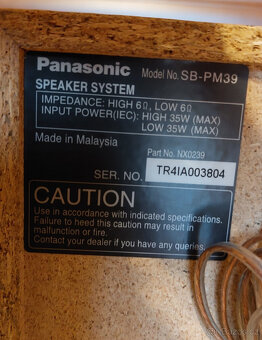 Panasonic Model No. SB-PM39
SPEAKER SYSTEM
IMPEDANCE: HIGH 6Ω, LOW 6Ω
INPUT POWER(IEC): HIGH 35W (MAX)
LOW 35W (MAX)
Made in Malaysia
Part No. NX0239
SER. NO. TR4IA003804
CAUTION
Use in accordance with indicated specifications.
Failure to heed this caution may result in
malfunction or fire.
Contact your dealer if you have any questions.